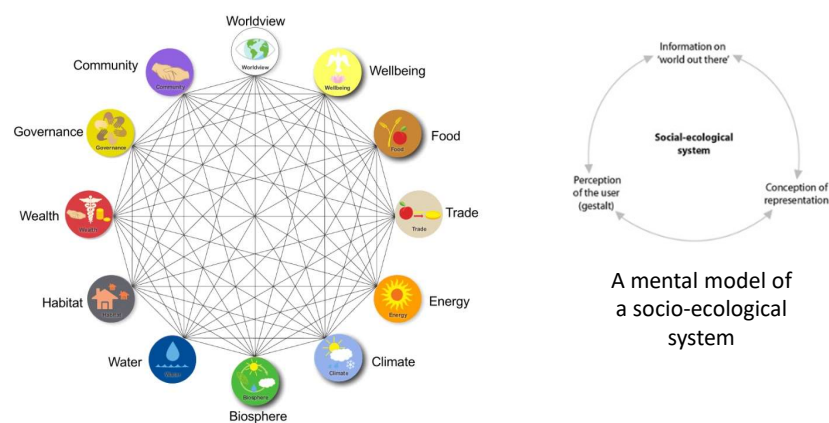 Worldview
Worldview
Community
Community
Wellbeing
Wellbeing
Governance
Governance
Food
Food
Wealth
Wealth
Trade
Trade
Habitat
Habitat
Energy
Energy
Water
Water
Climate
Climate
Biosphere
Biosphere
Information on
'world out there'
Social-ecological
system
Perception
of the user
(gestalt)
Conception of
representation
A mental model of
a socio-ecological
system